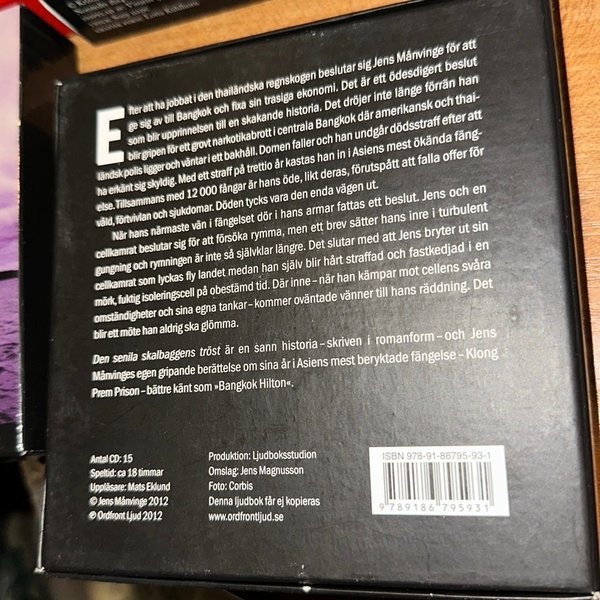 Efter att ha jobbat i den thailändska regnskogen beslutar sig Jens Månvinge för att
ge sig av till Bangkok och fixa sin trasiga ekonomi. Det är ett ödesdigert beslut
som blir upprinnelsen till en skakande historia. Det dröjer inte länge förrän han
blir gripen för ett grovt narkotikabrott i centrala Bangkok där amerikansk och thai-
ländsk polis ligger och väntar i ett bakhåll. Domen faller och han undgår dödsstraff efter att
ha erkänt sig skyldig. Med ett straff på trettio år kastas han in i Asiens mest ökända fäng-
else. Tillsammans med 12 000 fångar är hans öde, likt deras, förutspått att falla offer för
våld, förtvivlan och sjukdomar. Döden tycks vara den enda vägen ut.
När hans närmaste vän i fängelset dör i hans armar fattas ett beslut. Jens och en
cellkamrat beslutar sig för att försöka rymma, men ett brev sätter hans inre i turbulent
gungning och rymningen är inte så självklar längre. Det slutar med att Jens bryter ut sin
cellkamrat som lyckas fly landet medan han själv blir hårt straffad och fastkedjad i en
mörk, fuktig isoleringscell på obestämd tid. Där inne – när han kämpar mot cellens svåra
omständigheter och sina egna tankar – kommer oväntade vänner till hans räddning. Det
blir ett möte han aldrig ska glömma.
Den senila skalbaggens tröst är en sann historia – skriven i romanform – och Jens
Månvinges egen gripande berättelse om sina år i Asiens mest beryktade fängelse – Klong
Prem Prison – bättre känt som »Bangkok Hilton«.
Antal CD: 15
Speltid: ca 18 timmar
Uppläsare: Mats Eklund
© Jens Månvinge 2012
℗ Ordfront Ljud 2012
Produktion: Ljudboksstudion
Omslag: Jens Magnusson
Foto: Corbis
Denna ljudbok får ej kopieras
www.ordfrontljud.se
ISBN 978-91-86795-93-1
9 789186 795931